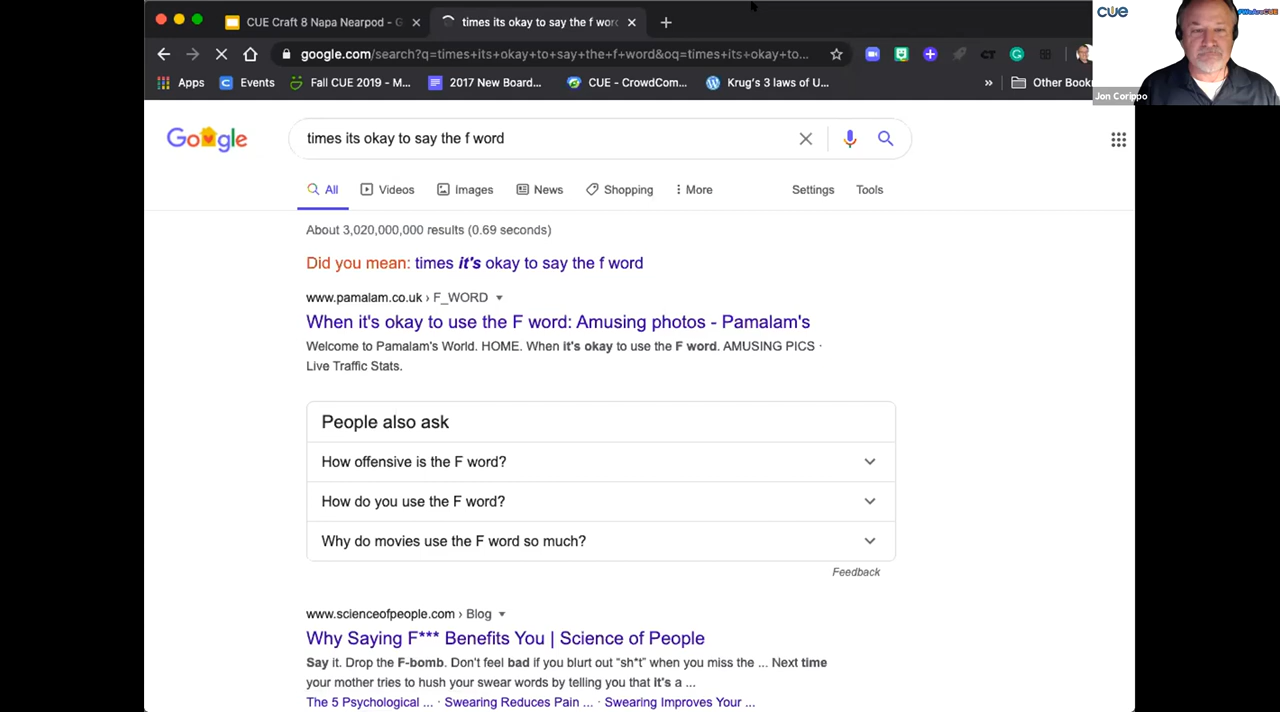 CUE Craft 8 Napa Nearpod - G
times its okay to say the f word
google.com/search?q=times+its+okay+to+say+the+f+word&oq=times+its+okay+to...
Apps
Events
Fall CUE 2019 - M...
2017 New Board...
CUE - CrowdCom...
Krug's 3 laws of U...
»
Other Book
CUE
#WeAreCUE
Jon Corippo
Google
times its okay to say the f word
All
Videos
Images
News
Shopping
More
Settings
Tools
About 3,020,000,000 results (0.69 seconds)
Did you mean: times it's okay to say the f word
www.pamalam.co.uk › F_WORD
When it's okay to use the F word: Amusing photos - Pamalam's
Welcome to Pamalam's World. HOME. When it's okay to use the F word. AMUSING PICS ·
Live Traffic Stats.
People also ask
How offensive is the F word?
How do you use the F word?
Why do movies use the F word so much?
Feedback
www.scienceofpeople.com › Blog
Why Saying F*** Benefits You | Science of People
Say it. Drop the F-bomb. Don't feel bad if you blurt out "sh*t" when you miss the ... Next time
your mother tries to hush your swear words by telling you that it's a ...
The 5 Psychological ... · Swearing Reduces Pain ... · Swearing Improves Your ...